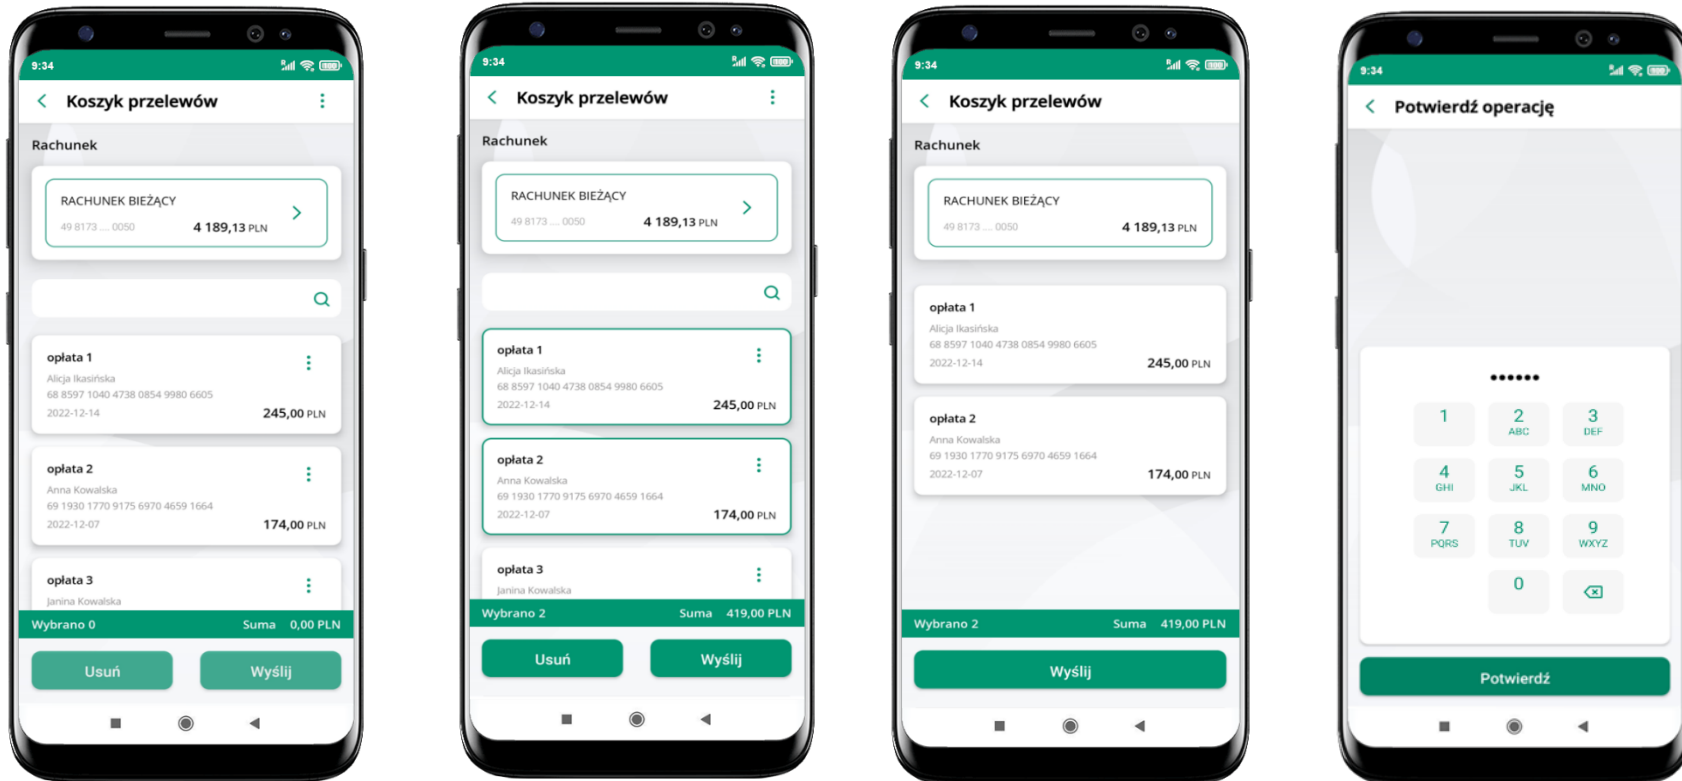 9:34
Koszyk przelewów
Rachunek
RACHUNEK BIEŻĄCY
49 8173 .... 0050 4 189,13 PLN
opłata 1
Alicja Ikasińska
68 8597 1040 4738 0854 9980 6605
2022-12-14 245,00 PLN
opłata 2
Anna Kowalska
69 1930 1770 9175 6970 4659 1664
2022-12-07 174,00 PLN
opłata 3
Janina Kowalska
Wybrano 0 Suma 0,00 PLN
Usuń Wyślij
9:34
Koszyk przelewów
Rachunek
RACHUNEK BIEŻĄCY
49 8173 .... 0050 4 189,13 PLN
opłata 1
Alicja Ikasińska
68 8597 1040 4738 0854 9980 6605
2022-12-14 245,00 PLN
opłata 2
Anna Kowalska
69 1930 1770 9175 6970 4659 1664
2022-12-07 174,00 PLN
opłata 3
Janina Kowalska
Wybrano 2 Suma 419,00 PLN
Usuń Wyślij
9:34
Koszyk przelewów
Rachunek
RACHUNEK BIEŻĄCY
49 8173 .... 0050 4 189,13 PLN
opłata 1
Alicja Ikasińska
68 8597 1040 4738 0854 9980 6605
2022-12-14 245,00 PLN
opłata 2
Anna Kowalska
69 1930 1770 9175 6970 4659 1664
2022-12-07 174,00 PLN
Wybrano 2 Suma 419,00 PLN
Wyślij
9:34
Potwierdź operację
1 2 3
ABC DEF
4 5 6
GHI JKL MNO
7 8 9
PQRS TUV WXYZ
0
Potwierdź